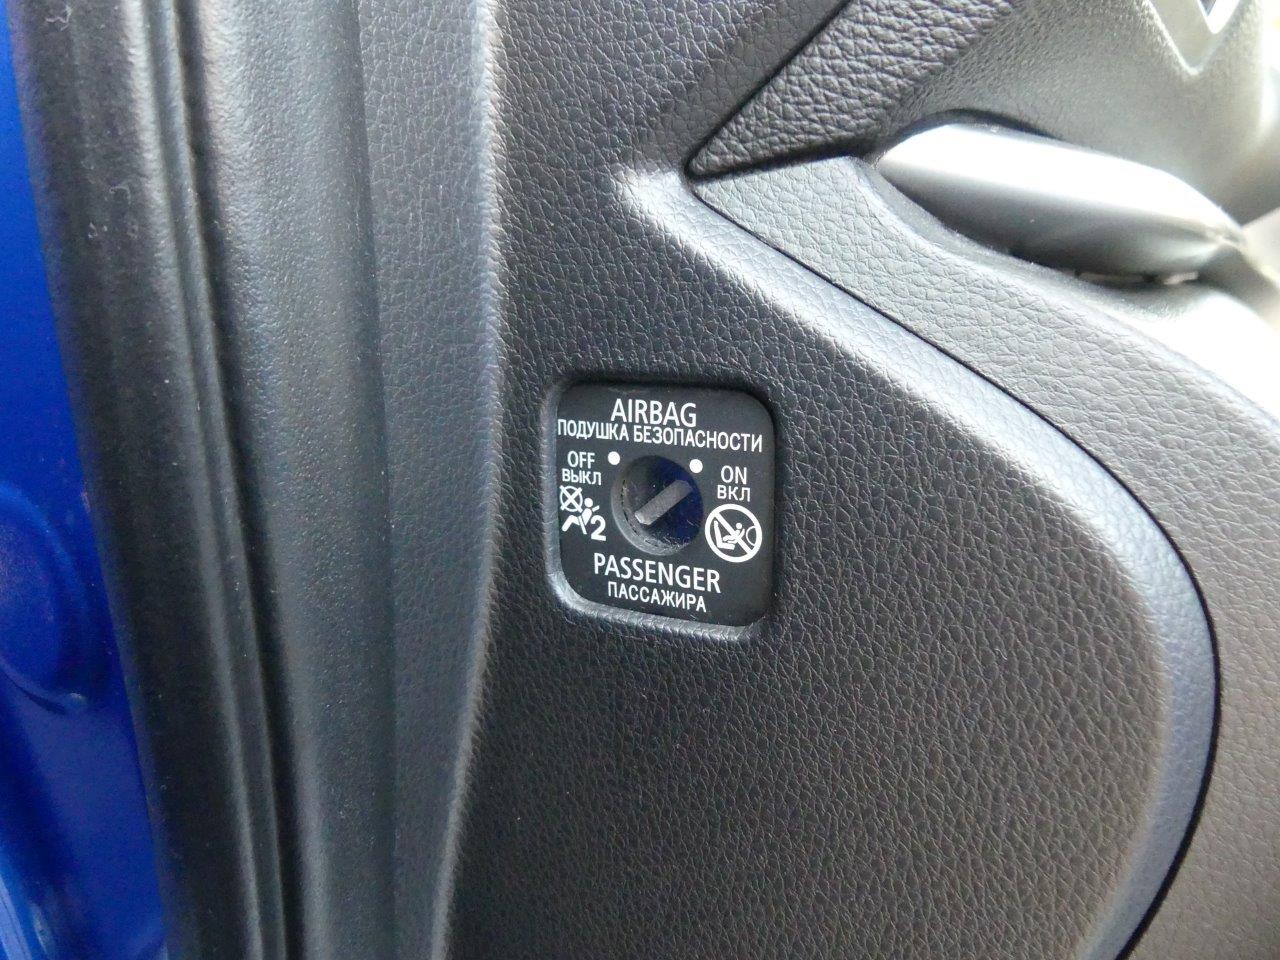 AIRBAG
ПОДУШКА БЕЗОПАСНОСТИ
OFF
ВЫКЛ
ON
ВКЛ
2
PASSENGER
ПАССАЖИРА